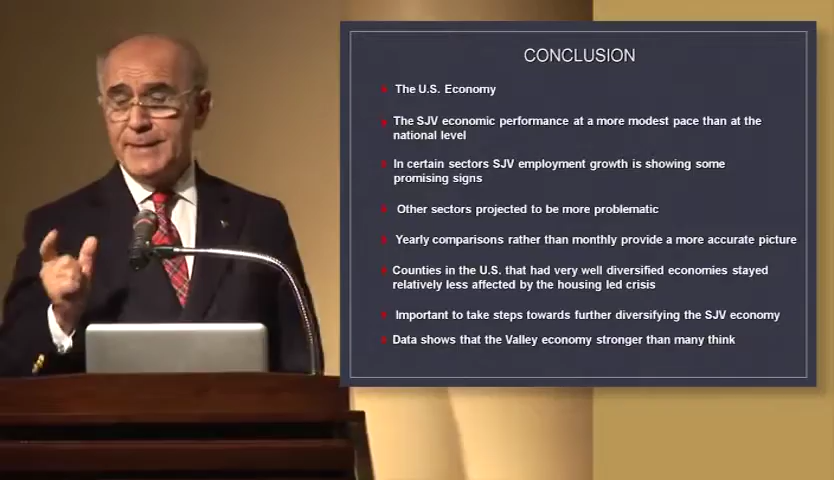 CONCLUSION
The U.S. Economy
The SJV economic performance at a more modest pace than at the
national level
In certain sectors SJV employment growth is showing some
promising signs
Other sectors projected to be more problematic
Yearly comparisons rather than monthly provide a more accurate picture
Counties in the U.S. that had very well diversified economies stayed
relatively less affected by the housing led crisis
Important to take steps towards further diversifying the SJV economy
Data shows that the Valley economy stronger than many think